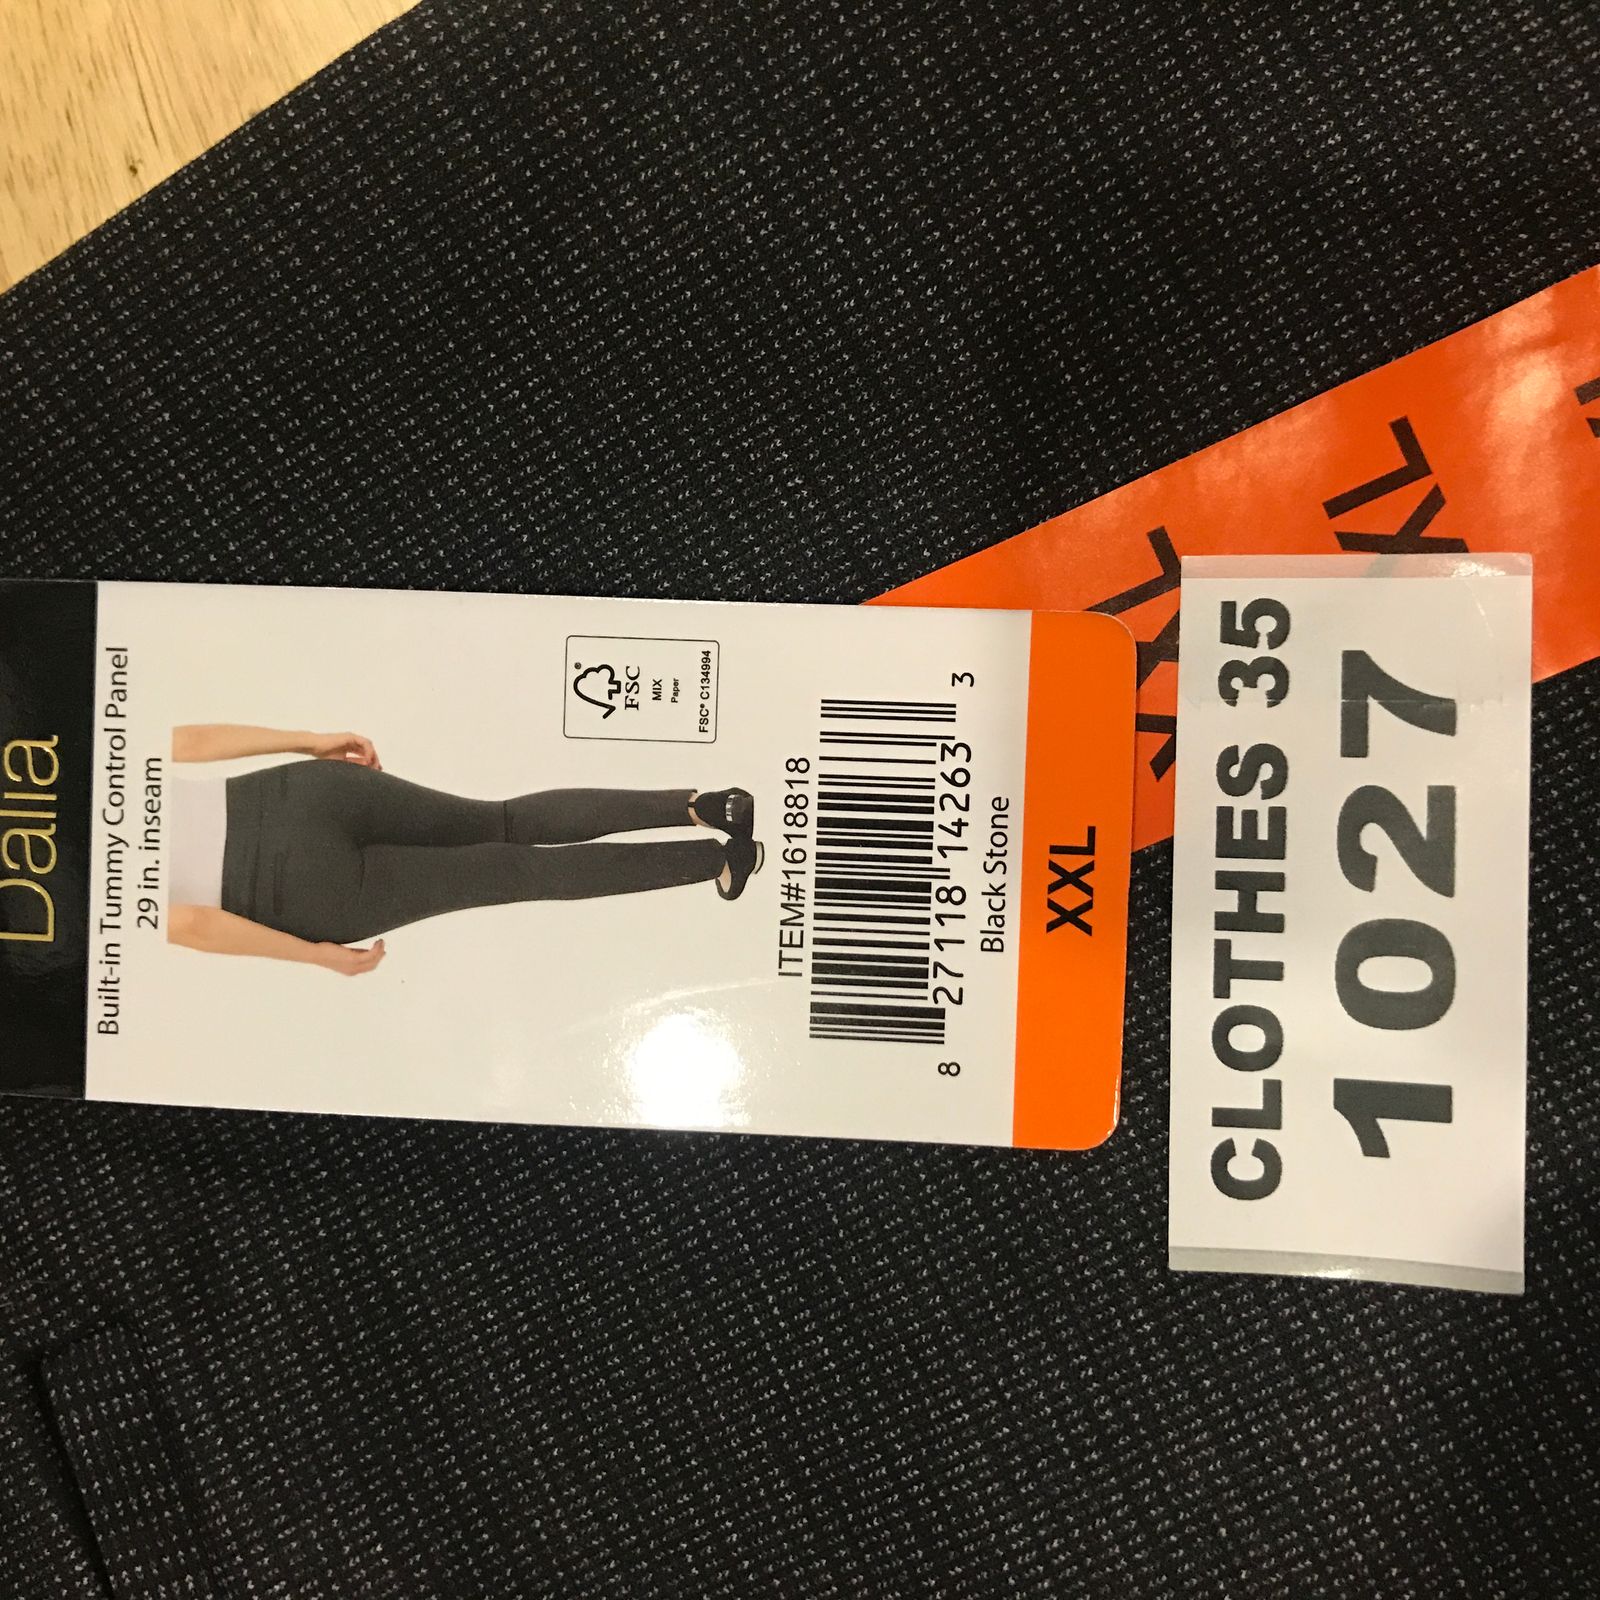 Dalia
Built-in Tummy Control Panel
29 in. inseam
FSC®
MIX
Paper
FSC® C134994
ITEM#1618818
8 27118 14263 3
Black Stone
XXL
XXL
XL
CLOTHES 35
1027